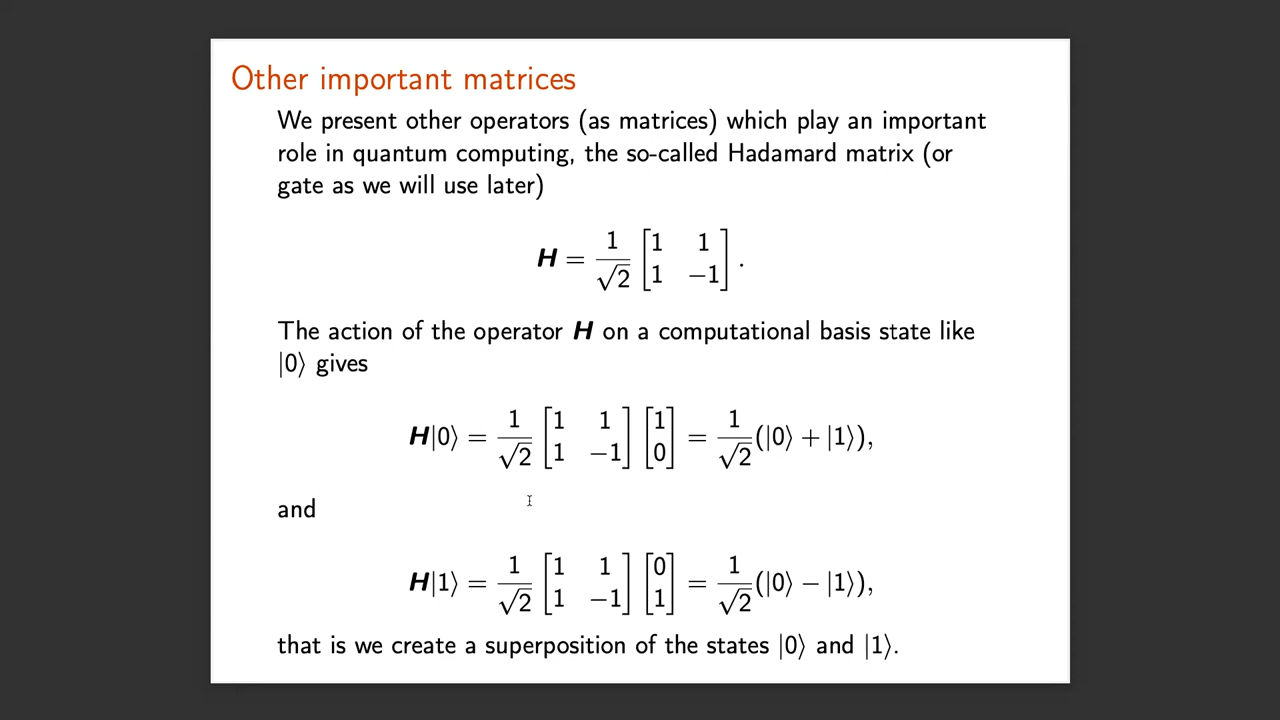 Other important matrices
We present other operators (as matrices) which play an important
role in quantum computing, the so-called Hadamard matrix (or
gate as we will use later)
H = 1/√2 [1 1; 1 −1] .
The action of the operator H on a computational basis state like
|0⟩ gives
H|0⟩ = 1/√2 [1 1; 1 −1] [1; 0] = 1/√2 (|0⟩ + |1⟩),
and
H|1⟩ = 1/√2 [1 1; 1 −1] [0; 1] = 1/√2 (|0⟩ − |1⟩),
that is we create a superposition of the states |0⟩ and |1⟩.